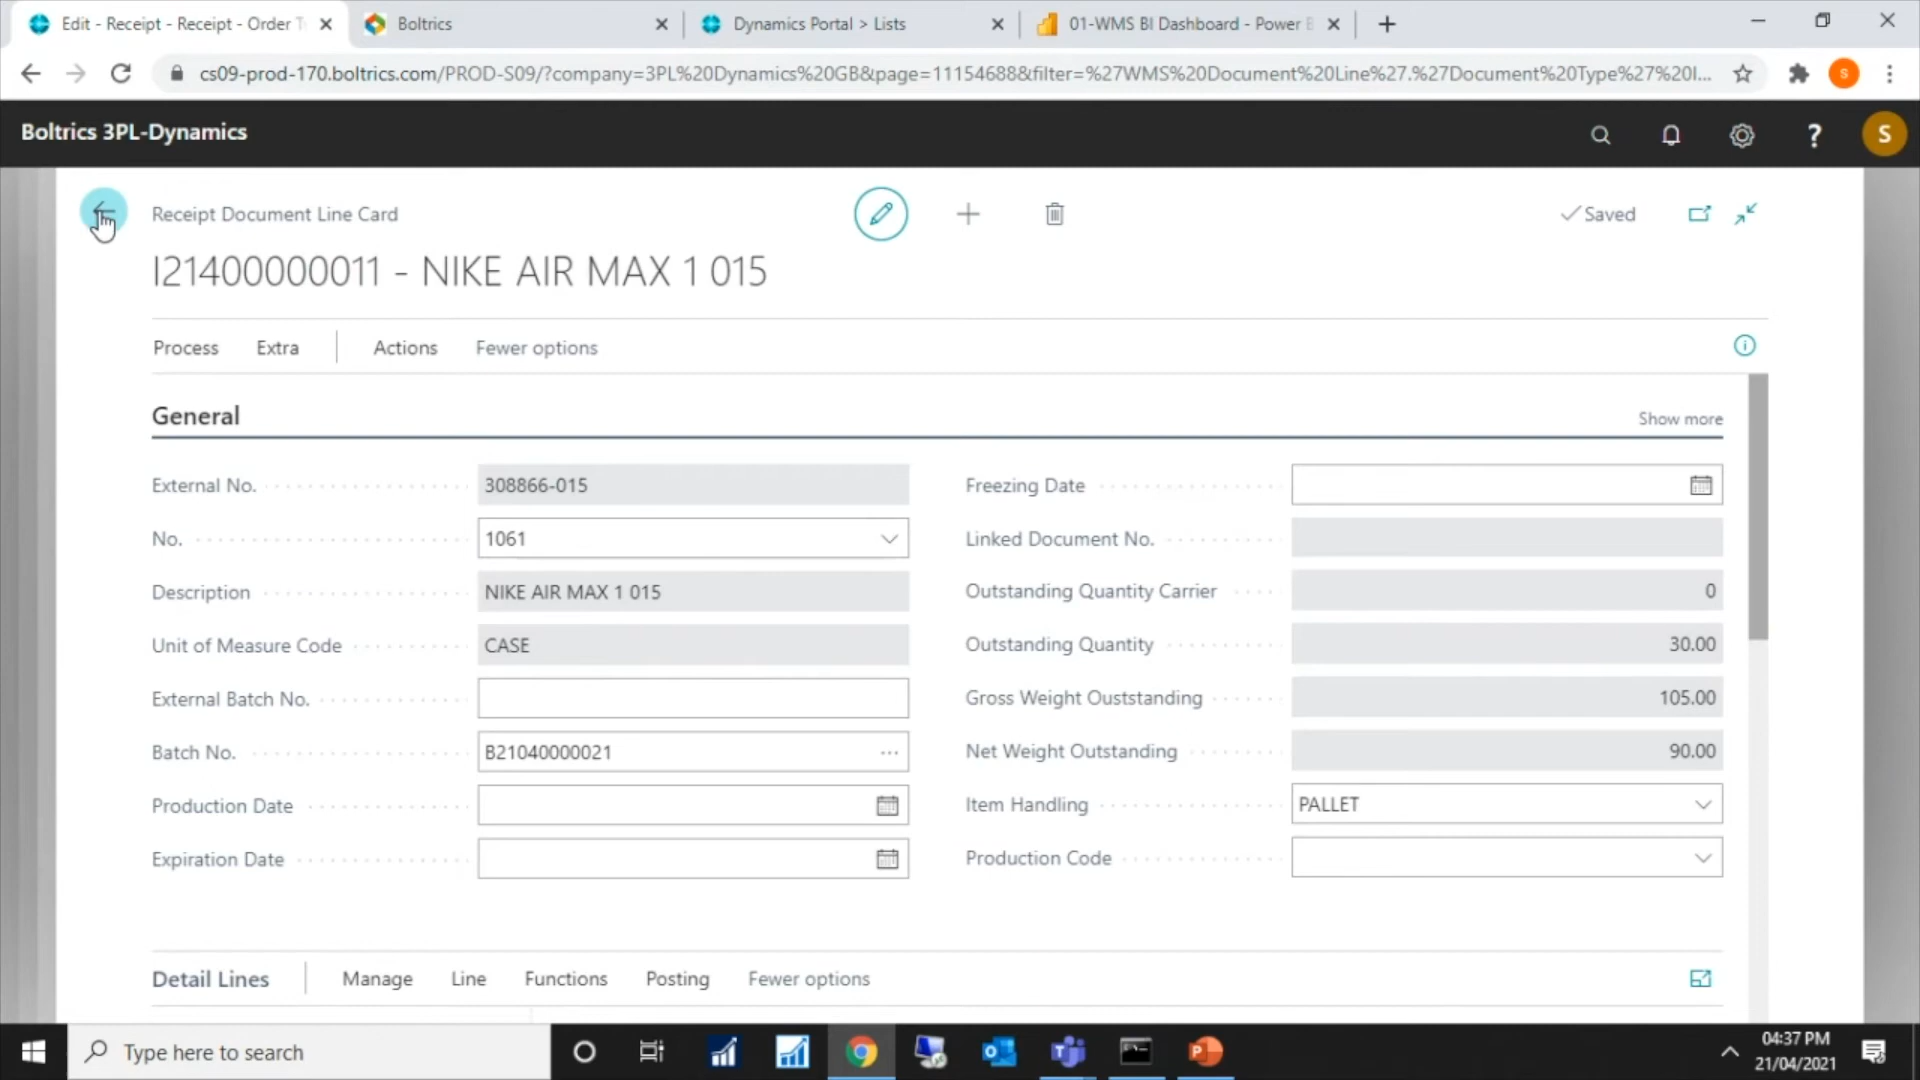 Edit - Receipt - Receipt - Order T
Boltrics
Dynamics Portal > Lists
01-WMS BI Dashboard - Power B
cs09-prod-170.boltrics.com/PROD-S09/?company=3PL%20Dynamics%20GB&page=11154688&filter=%27WMS%20Document%20Line%27.%27Document%20Type%27%20I...
S
Boltrics 3PL-Dynamics
?
S
Receipt Document Line Card
Saved
I21400000011 - NIKE AIR MAX 1 015
Process
Extra
Actions
Fewer options
General
Show more
External No.
308866-015
Freezing Date
No.
1061
Linked Document No.
Description
NIKE AIR MAX 1 015
Outstanding Quantity Carrier
0
Unit of Measure Code
CASE
Outstanding Quantity
30.00
External Batch No.
Gross Weight Ouststanding
105.00
Batch No.
B21040000021
Net Weight Outstanding
90.00
Production Date
Item Handling
PALLET
Expiration Date
Production Code
Detail Lines
Manage
Line
Functions
Posting
Fewer options
Type here to search
04:37 PM
21/04/2021